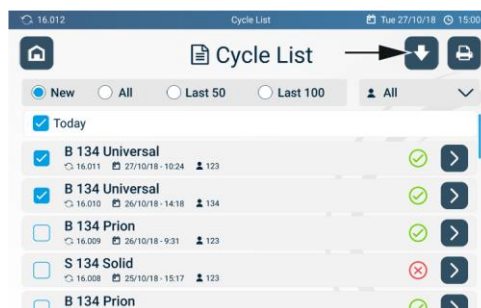 16.012 Cycle List Tue 27/10/18 15:00
Cycle List
New All Last 50 Last 100 All
Today
B 134 Universal
16.011 27/10/18 - 10:24 123
B 134 Universal
16.010 26/10/18 - 14:18 134
B 134 Prion
16.009 26/10/18 - 9:31 123
S 134 Solid
16.008 25/10/18 - 15:17 123
B 134 Prion